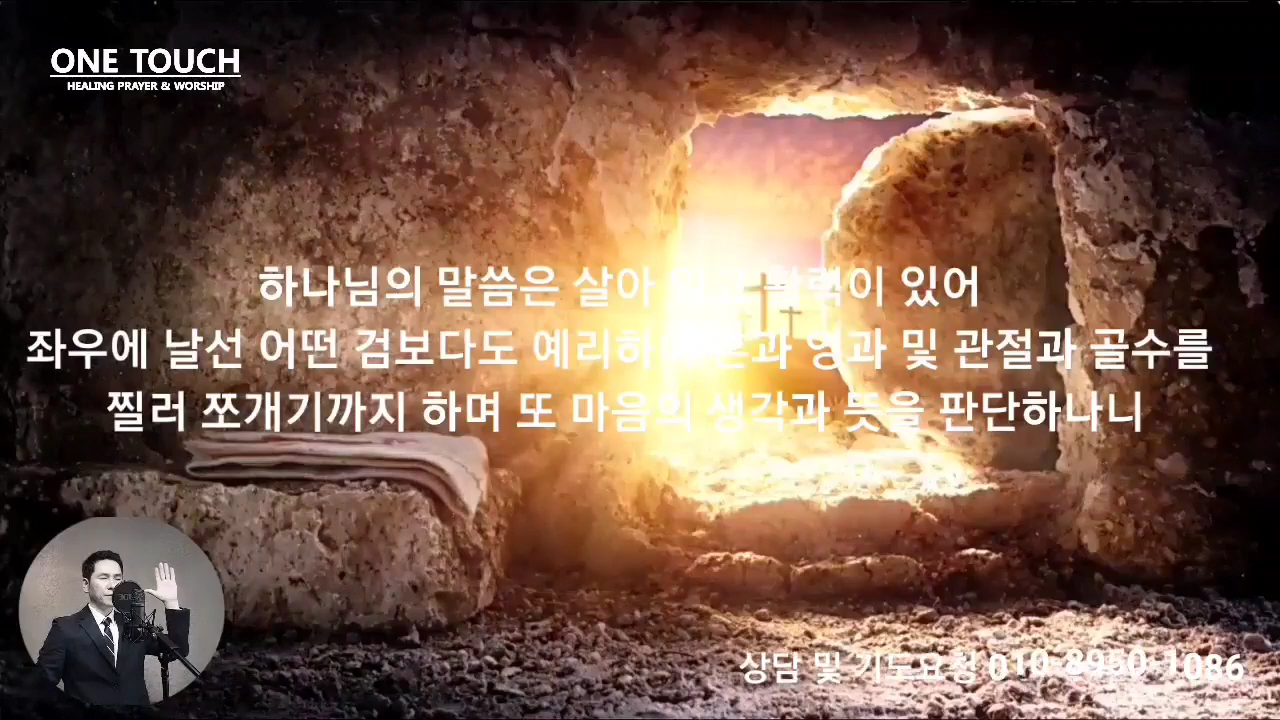 ONE TOUCH
HEALING PRAYER & WORSHIP
하나님의 말씀은 살아 있어
좌우에 날선 어떤 검보다도 과 및 관절과 골수를
찔러 쪼개기까지 하며 또 마음의 생각과 뜻을 판단하나니
상담 및 기도요청 010-8950-1086